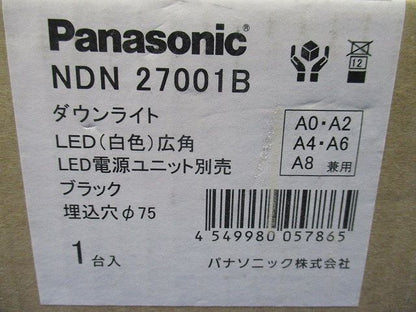 Panasonic®
NDN 27001B
12
ダウンライト
LED(白色)広角
LED電源ユニット別売
ブラック
埋込穴φ75
A0・A2
A4・A6
A8 兼用
4 549980 057865
1台入
パナソニック株式会社